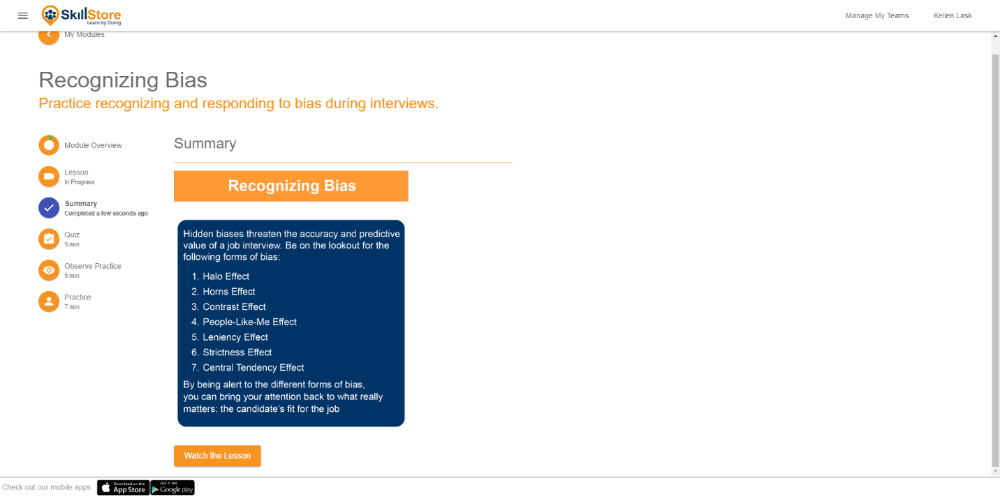 SkillStore
Learn by Doing
Manage My Teams
Kellen Lask
My Modules
Recognizing Bias
Practice recognizing and responding to bias during interviews.
Module Overview
Lesson
In Progress
Summary
Completed a few seconds ago
Quiz
5 min
Observe Practice
5 min
Practice
7 min
Summary
Recognizing Bias
Hidden biases threaten the accuracy and predictive
value of a job interview. Be on the lookout for the
following forms of bias:
1. Halo Effect
2. Horns Effect
3. Contrast Effect
4. People-Like-Me Effect
5. Leniency Effect
6. Strictness Effect
7. Central Tendency Effect
By being alert to the different forms of bias,
you can bring your attention back to what really
matters: the candidate's fit for the job
Watch the Lesson
Check out our mobile apps:
Download on the
App Store
GET IT ON
Google play